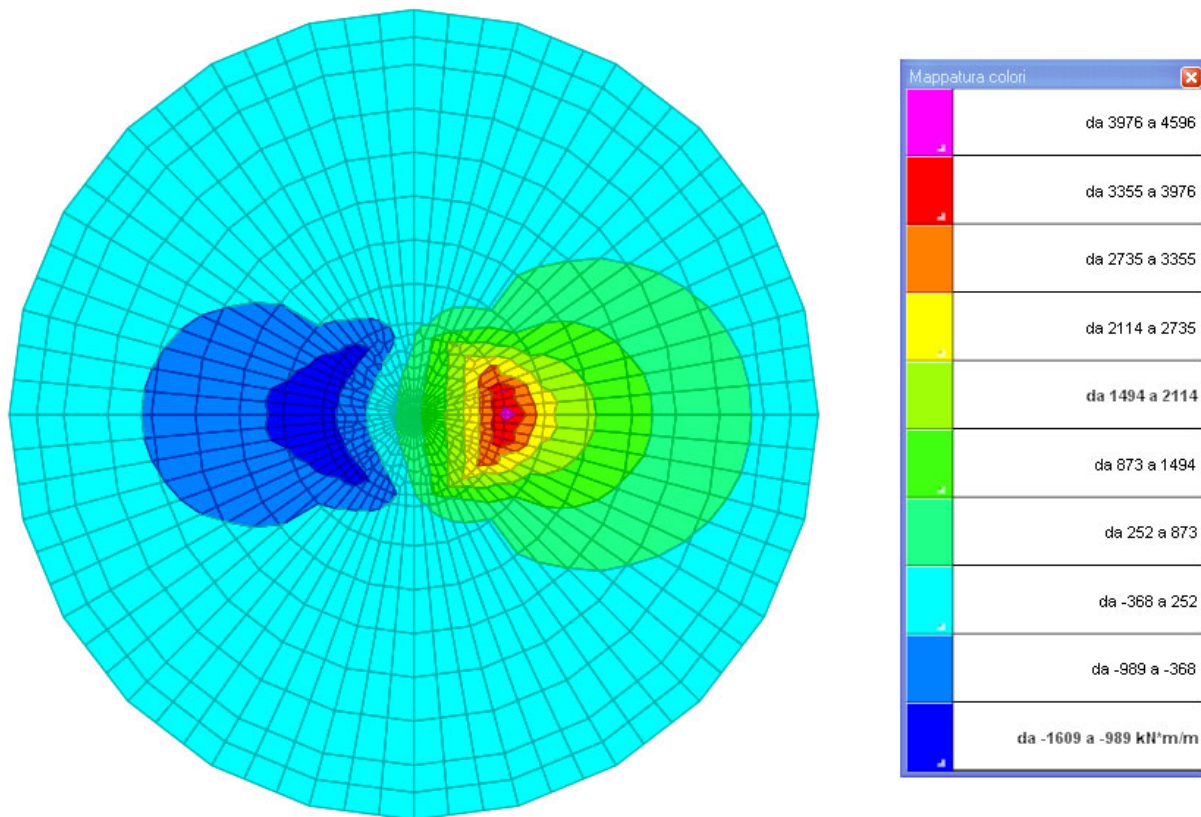 Mappatura colori
da 3976 a 4596
da 3355 a 3976
da 2735 a 3355
da 2114 a 2735
da 1494 a 2114
da 873 a 1494
da 252 a 873
da -368 a 252
da -989 a -368
da -1609 a -989 kN*m/m